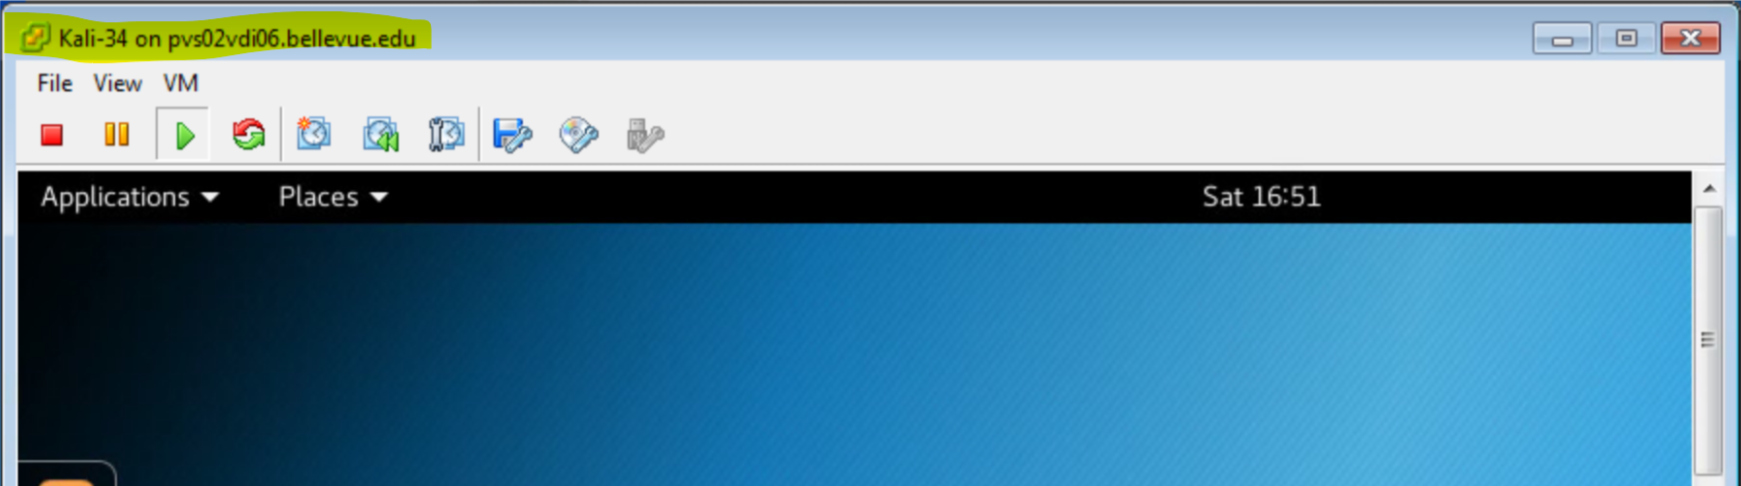 Kali-34 on pvs02vdi06.bellevue.edu
File View VM
Applications Places Sat 16:51